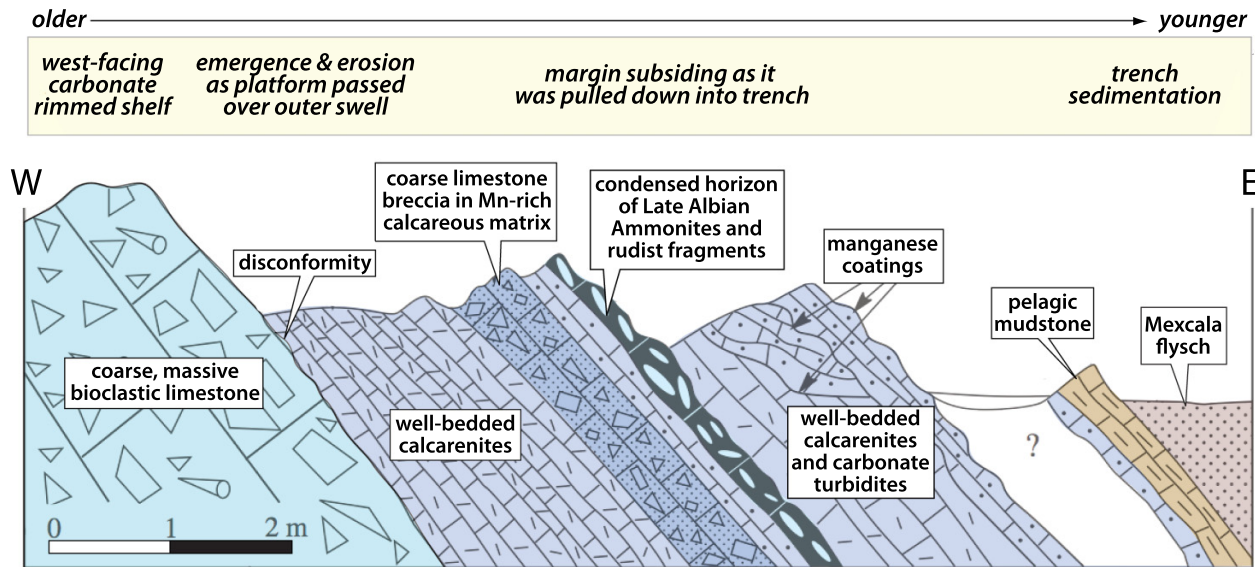 older
younger
west-facing
carbonate
rimmed shelf
emergence & erosion
as platform passed
over outer swell
margin subsiding as it
was pulled down into trench
trench
sedimentation
W
E
coarse limestone
breccia in Mn-rich
calcareous matrix
condensed horizon
of Late Albian
Ammonites and
rudist fragments
disconformity
manganese
coatings
pelagic
mudstone
Mexcala
flysch
coarse, massive
bioclastic limestone
well-bedded
calcarenites
well-bedded
calcarenites
and carbonate
turbidites
?
0 1 2 m